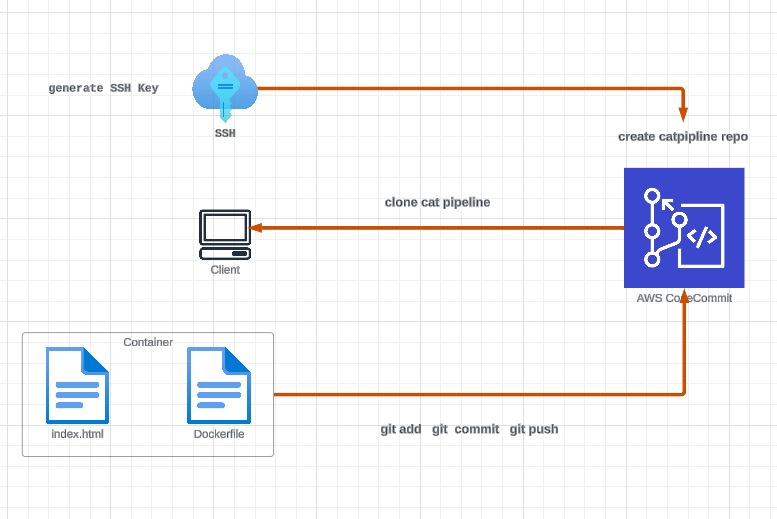 generate SSH Key
SSH
create catpipline repo
clone cat pipeline
</>
Client
AWS CodeCommit
Container
index.html
Dockerfile
git add git commit git push